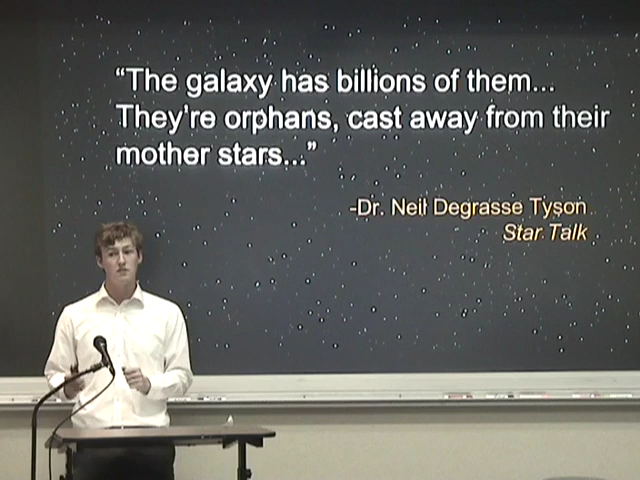 “The galaxy has billions of them...
They’re orphans, cast away from their
mother stars...”
-Dr. Neil Degrasse Tyson
Star Talk